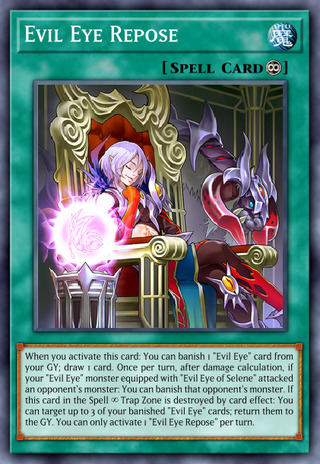 Evil Eye Repose
魔
[Spell Card∞]
When you activate this card: You can banish 1 "Evil Eye" card from
your GY; draw 1 card. Once per turn, after damage calculation, if
your "Evil Eye" monster equipped with "Evil Eye of Selene" attacked
an opponent's monster: You can banish that opponent's monster. If
this card in the Spell ∞ Trap Zone is destroyed by card effect: You
can target up to 3 of your banished "Evil Eye" cards; return them to
the GY. You can only activate 1 "Evil Eye Repose" per turn.